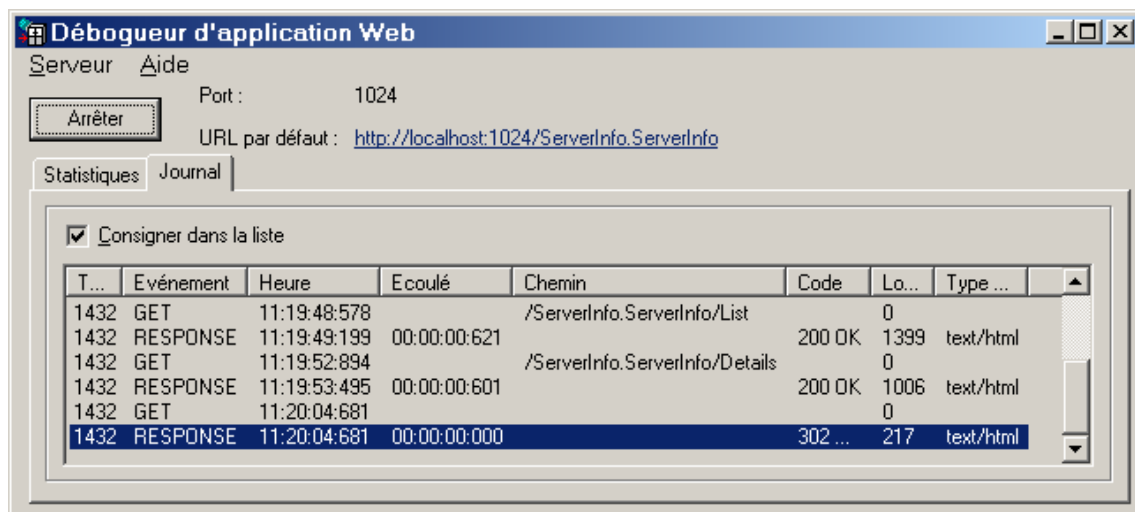 Débogueur d'application Web
Serveur Aide
Port : 1024
Arrêter
URL par défaut : http://localhost:1024/ServerInfo.ServerInfo
Statistiques Journal
Consigner dans la liste
T... Evénement Heure Ecoulé Chemin Code Lo... Type ...
1432 GET 11:19:48:578 /ServerInfo.ServerInfo/List 0
1432 RESPONSE 11:19:49:199 00:00:00:621 200 OK 1399 text/html
1432 GET 11:19:52:894 /ServerInfo.ServerInfo/Details 0
1432 RESPONSE 11:19:53:495 00:00:00:601 200 OK 1006 text/html
1432 GET 11:20:04:681 0
1432 RESPONSE 11:20:04:681 00:00:00:000 302 ... 217 text/html